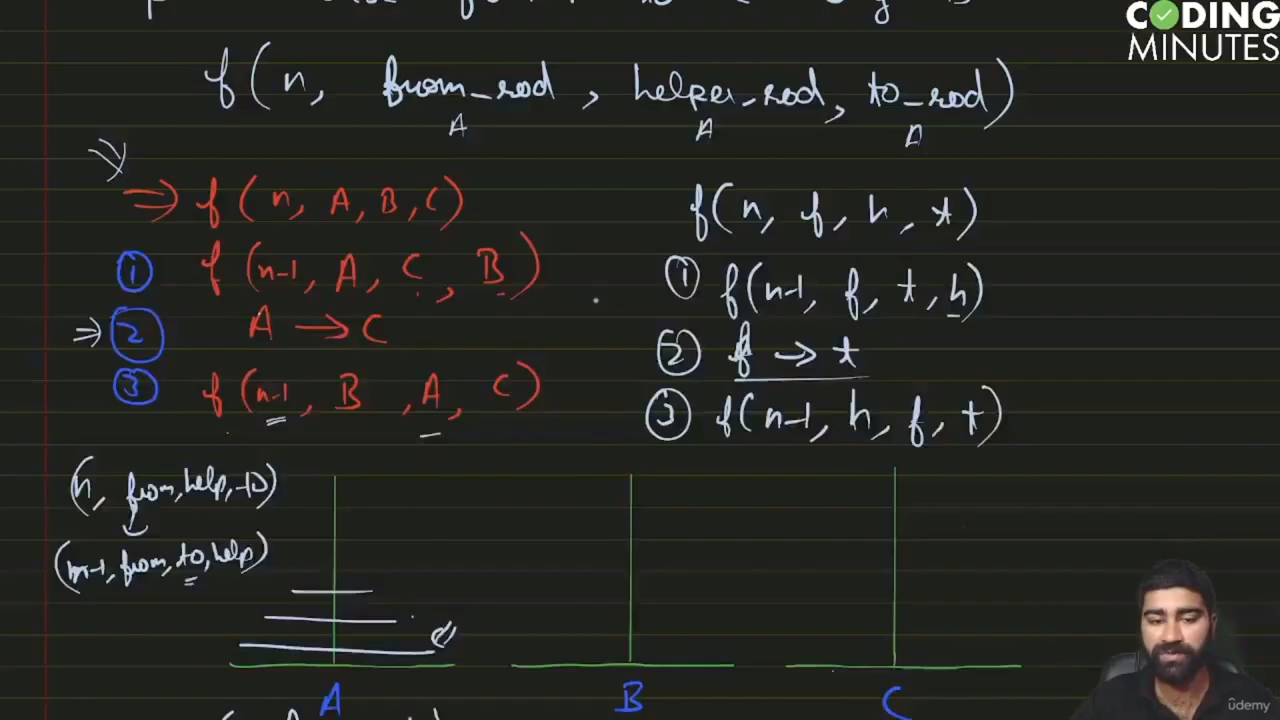 CODING
MINUTES
f(n, from_rod, helper_rod, to_rod)
A A A
⇒ f(n, A, B, C)
① f(n-1, A, C, B)
⇒ ② A → C
③ f(n-1, B, A, C)
f(n, f, h, t)
① f(n-1, f, t, h)
② f → t
③ f(n-1, h, f, t)
(n, from, help, to)
(n-1, from, to, help)
A B C
ûdemy